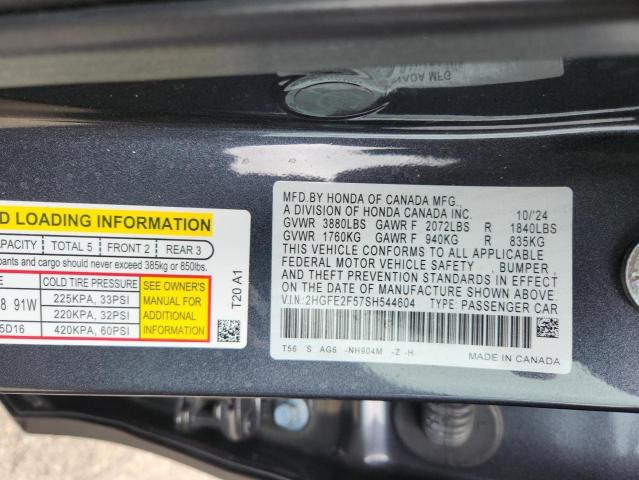 CANADA MFG
D LOADING INFORMATION
APACITY TOTAL 5 FRONT 2 REAR 3
pants and cargo should never exceed 385kg or 850lbs.
E COLD TIRE PRESSURE SEE OWNER'S
MANUAL FOR
ADDITIONAL
INFORMATION
8 91W 225KPA, 33PSI
220KPA, 32PSI
5D16 420KPA, 60PSI
T20 A1
MFD.BY HONDA OF CANADA MFG.,
A DIVISION OF HONDA CANADA INC. 10/'24
GVWR 3880LBS GAWR F 2072LBS R 1840LBS
GVWR 1760KG GAWR F 940KG R 835KG
THIS VEHICLE CONFORMS TO ALL APPLICABLE
FEDERAL MOTOR VEHICLE SAFETY , BUMPER ,
AND THEFT PREVENTION STANDARDS IN EFFECT
ON THE DATE OF MANUFACTURE SHOWN ABOVE.
V.I.N:2HGFE2F57SH544604 TYPE: PASSENGER CAR
T56 S AG6 -NH904M -Z -H
MADE IN CANADA